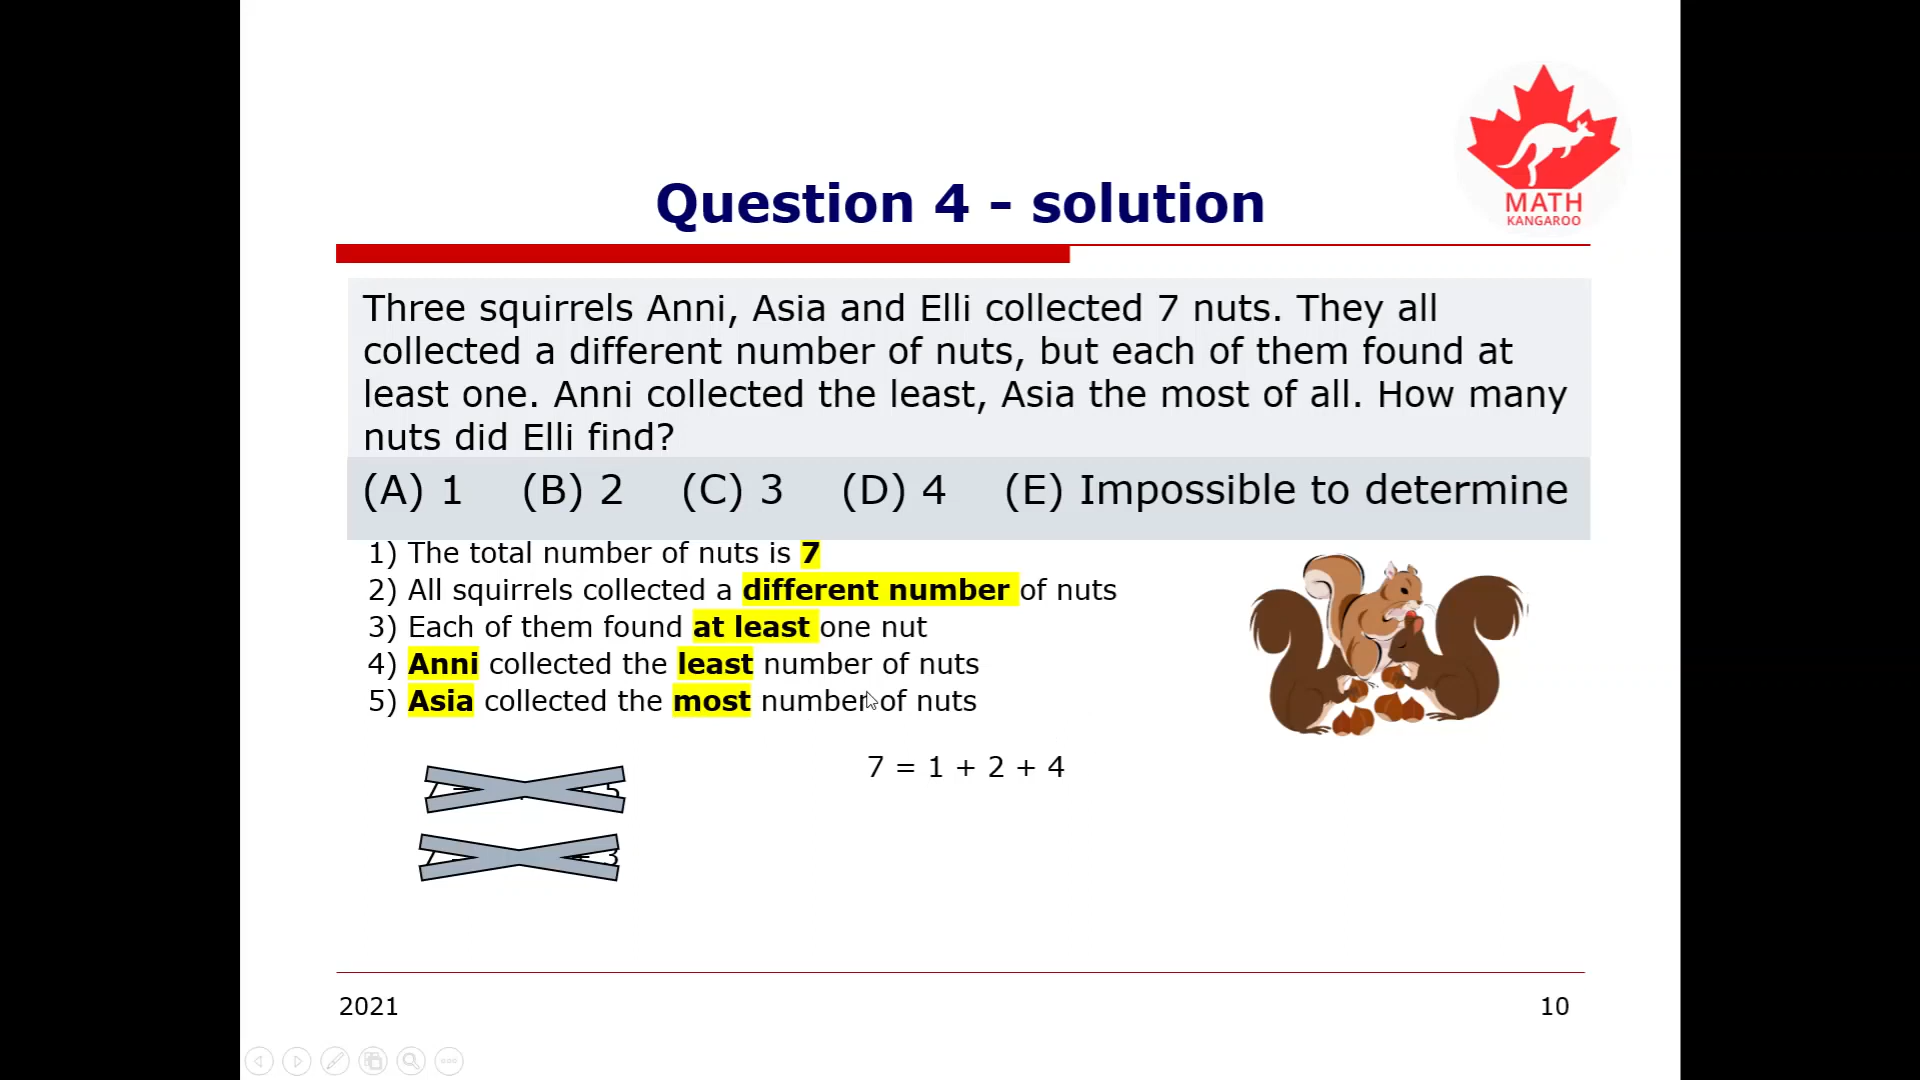 MATH
KANGAROO
Question 4 - solution
Three squirrels Anni, Asia and Elli collected 7 nuts. They all
collected a different number of nuts, but each of them found at
least one. Anni collected the least, Asia the most of all. How many
nuts did Elli find?
(A) 1 (B) 2 (C) 3 (D) 4 (E) Impossible to determine
1) The total number of nuts is 7
2) All squirrels collected a different number of nuts
3) Each of them found at least one nut
4) Anni collected the least number of nuts
5) Asia collected the most number of nuts
7 = 1 + 2 + 4
2021
10